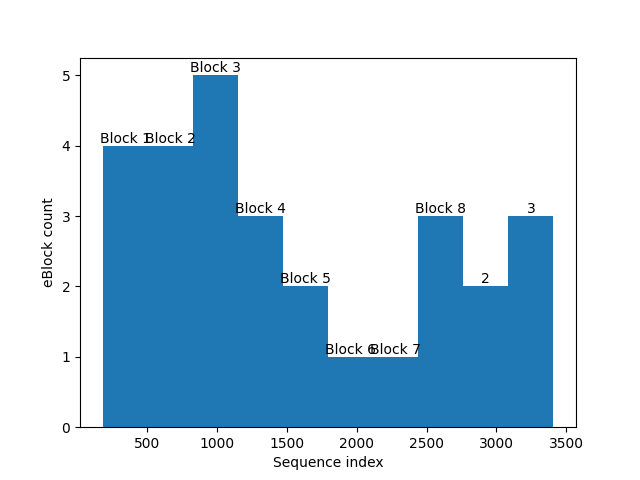 Block 3
Block 1
Block 2
Block 4
Block 8
3
Block 5
2
Block 6
Block 7
5
4
3
2
1
0
eBlock count
500
1000
1500
2000
2500
3000
3500
Sequence index